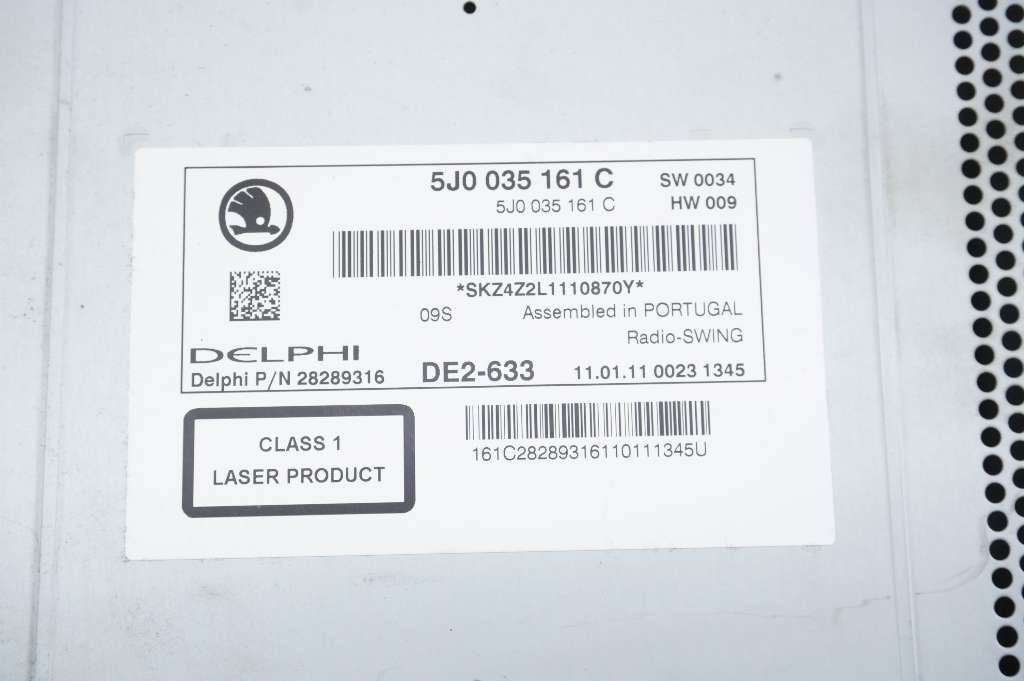 5J0 035 161 C SW 0034
5J0 035 161 C HW 009
*SKZ4Z2L1110870Y*
09S Assembled in PORTUGAL
Radio-SWING
DELPHI
Delphi P/N 28289316 DE2-633 11.01.11 0023 1345
CLASS 1
LASER PRODUCT
161C28289316110111345U